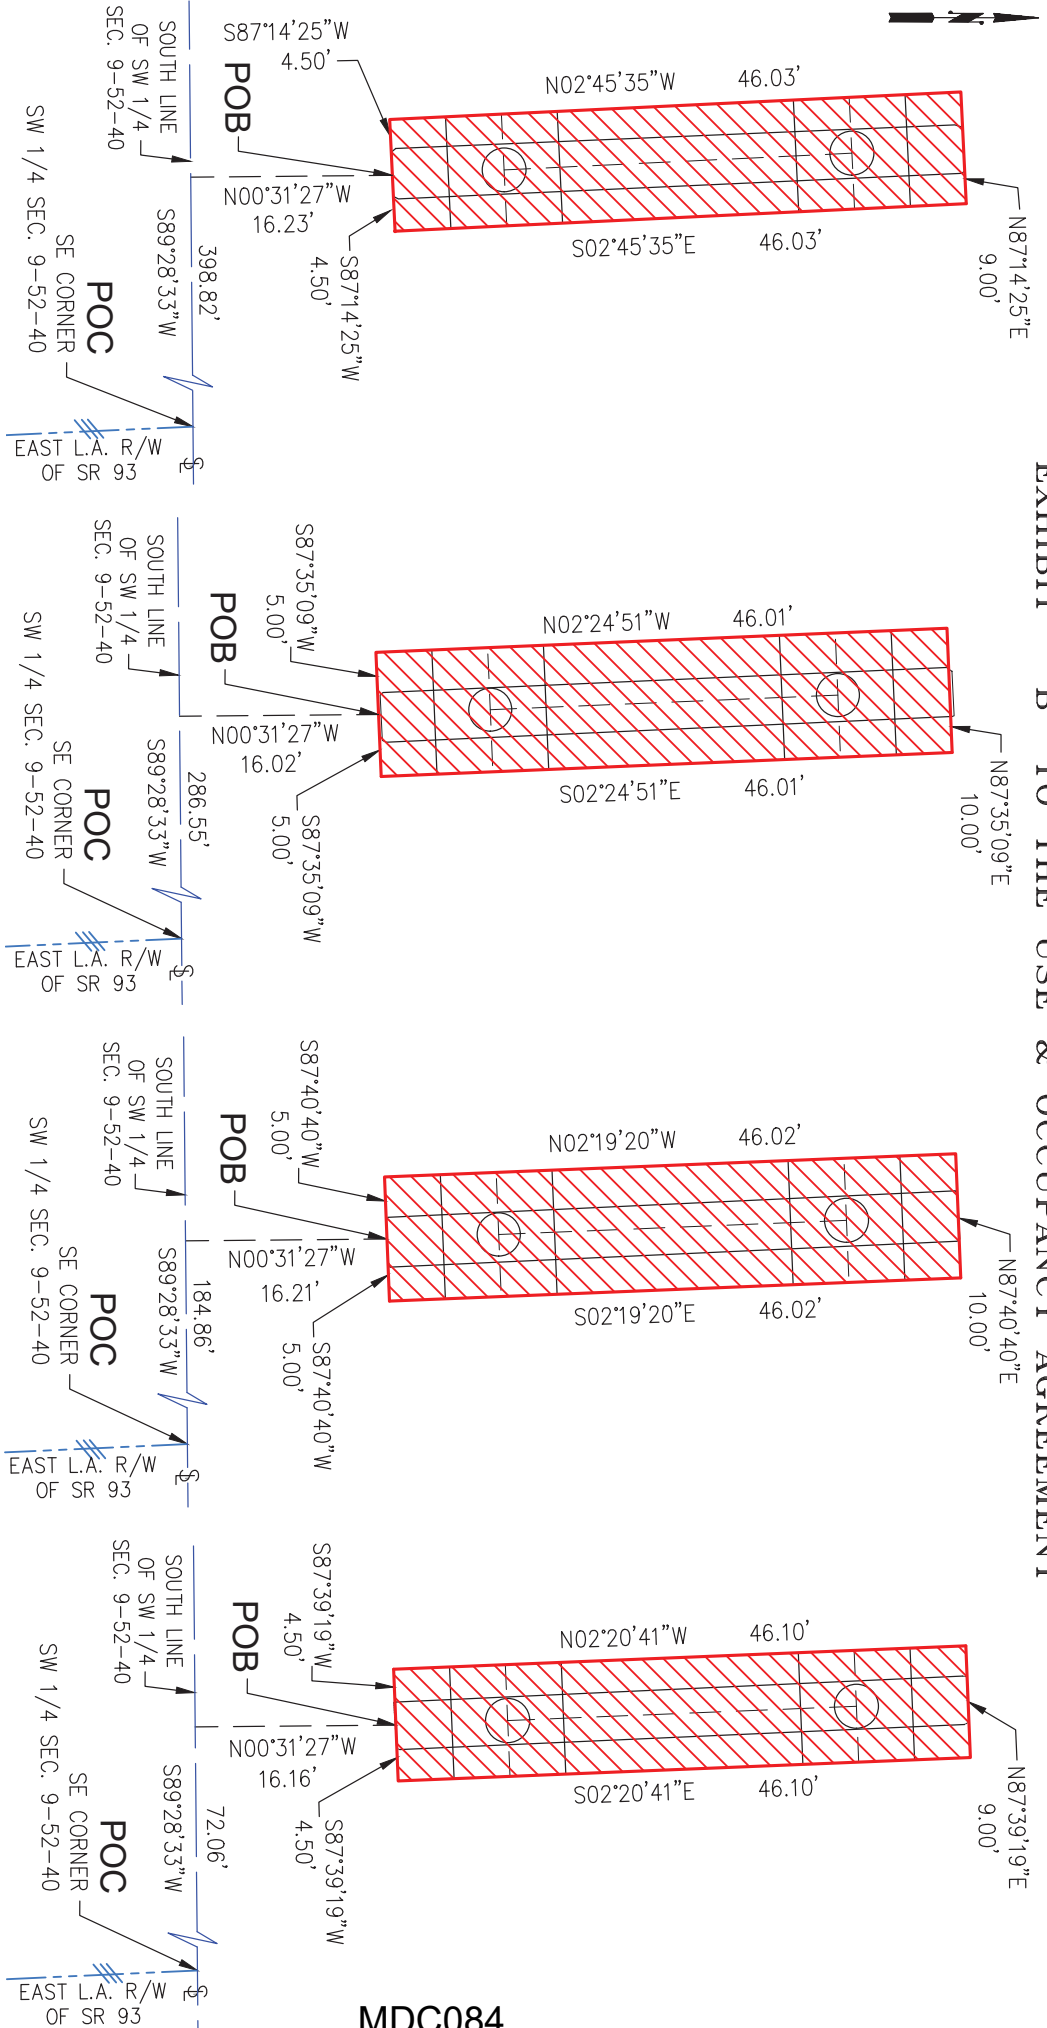 EXHIBIT "B" TO THE USE & OCCUPANCY AGREEMENT
S87°14'25"W
4.50'
N02°45'35"W 46.03'
N87°14'25"E
9.00'
S02°45'35"E 46.03'
S87°14'25"W
4.50'
POB
N00°31'27"W
16.23'
SOUTH LINE
OF SW 1/4
SEC. 9-52-40
398.82'
S89°28'33"W
POC
SE CORNER
SW 1/4 SEC. 9-52-40
EAST L.A. R/W
OF SR 93
S87°35'09"W
5.00'
N02°24'51"W 46.01'
N87°35'09"E
10.00'
S02°24'51"E 46.01'
S87°35'09"W
5.00'
POB
N00°31'27"W
16.02'
SOUTH LINE
OF SW 1/4
SEC. 9-52-40
286.55'
S89°28'33"W
POC
SE CORNER
SW 1/4 SEC. 9-52-40
EAST L.A. R/W
OF SR 93
S87°40'40"W
5.00'
N02°19'20"W 46.02'
N87°40'40"E
10.00'
S02°19'20"E 46.02'
S87°40'40"W
5.00'
POB
N00°31'27"W
16.21'
SOUTH LINE
OF SW 1/4
SEC. 9-52-40
184.86'
S89°28'33"W
POC
SE CORNER
SW 1/4 SEC. 9-52-40
EAST L.A. R/W
OF SR 93
S87°39'19"W
4.50'
N02°20'41"W 46.10'
N87°39'19"E
9.00'
S02°20'41"E 46.10'
S87°39'19"W
4.50'
POB
N00°31'27"W
16.16'
SOUTH LINE
OF SW 1/4
SEC. 9-52-40
72.06'
S89°28'33"W
POC
SE CORNER
SW 1/4 SEC. 9-52-40
EAST L.A. R/W
OF SR 93
MDC084